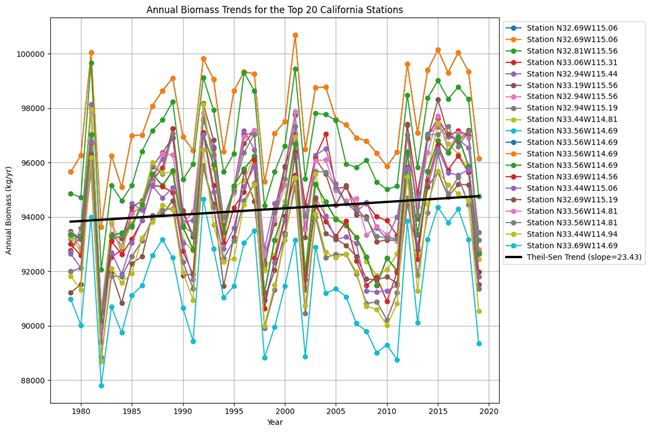 Annual Biomass Trends for the Top 20 California Stations
Annual Biomass (kg/yr)
100000
98000
96000
94000
92000
90000
88000
1980
1985
1990
1995
2000
2005
2010
2015
2020
Year
Station N32.69W115.06
Station N32.69W115.06
Station N32.81W115.56
Station N33.06W115.31
Station N32.94W115.44
Station N33.19W115.56
Station N32.94W115.56
Station N32.94W115.19
Station N33.44W114.81
Station N33.56W114.69
Station N33.56W114.69
Station N33.56W114.69
Station N33.56W114.69
Station N33.69W114.56
Station N33.44W115.06
Station N32.69W115.19
Station N33.56W114.81
Station N33.56W114.81
Station N33.44W114.94
Station N33.69W114.69
Theil-Sen Trend (slope=23.43)